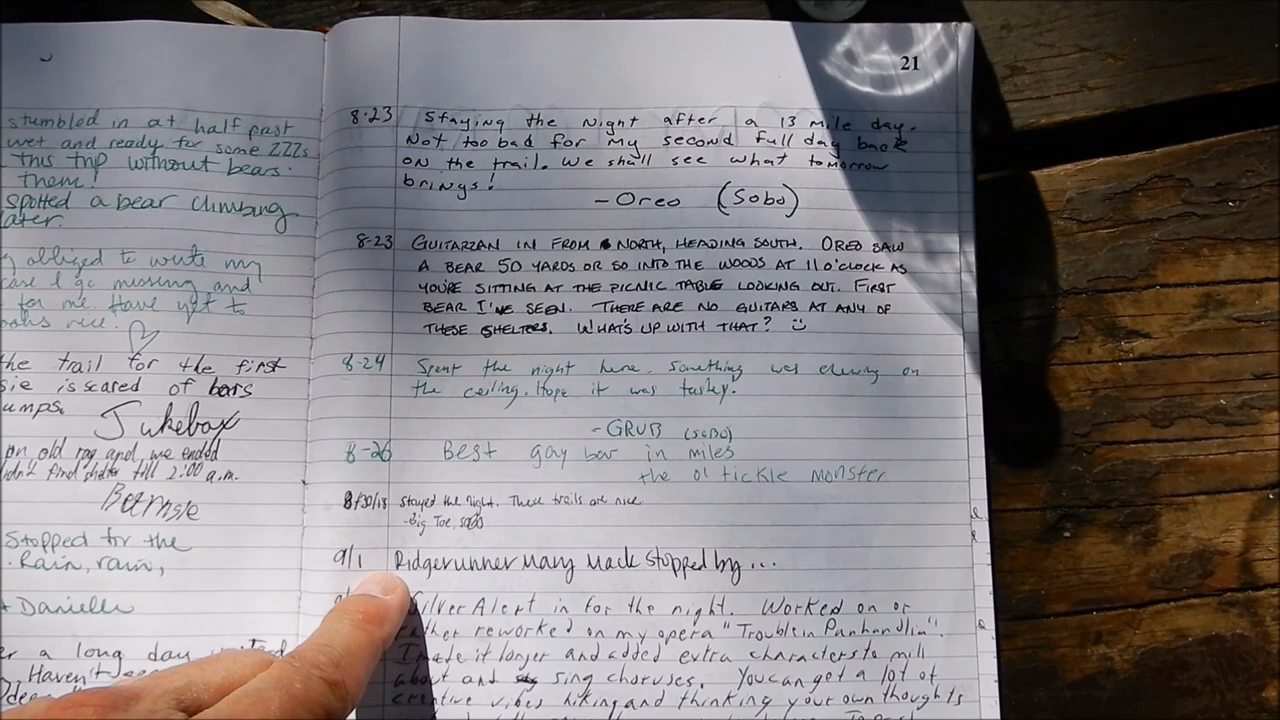 stumbled in at half past
wet and ready for some ZZZs
this trip without bears.
them!
spotted a bear climbing
ater.
obliged to write my
case I go missing and
for me. Have yet to
the trail for the first
sie is scared of bars
umps.
Jukebox
on old rag and we ended
didn't find shelter till 2:00 a.m.
Bernsie
Stopped for the
Rain, rain,
+ Danielle
er a long day
Haven't
21
8-23 Staying the Night after a 13 mile day.
Not too bad for my second full day back
on the trail. We shall see what tomorrow
brings!
- Oreo (Sobo)
8-23 GUITARZAN IN FROM NORTH, HEADING SOUTH. OREO SAW
A BEAR 50 YARDS OR SO INTO THE WOODS AT 11 O'CLOCK AS
YOU'RE SITTING AT THE PICNIC TABLE LOOKING OUT. FIRST
BEAR I'VE SEEN. THERE ARE NO GUITARS AT ANY OF
THESE SHELTERS. WHAT'S UP WITH THAT?
8-24 Spent the night here. Something was chewing on
the ceiling. Hope it was tastey.
- GRUB (SOBO)
8-26 Best gay bar in miles
the ol' tickle monster
8/30/18 Stayed the night. These trails are nice.
-Big Toe, sobo
9/1 Ridgerunner Mary Mack stopped by...
Silver Alert in for the night. Worked on or
rather reworked on my opera "Trouble in Panhandlin".
I made it longer and added extra characters to mill
about and sing choruses. You can get a lot of
creative vibes hiking and thinking your own thoughts